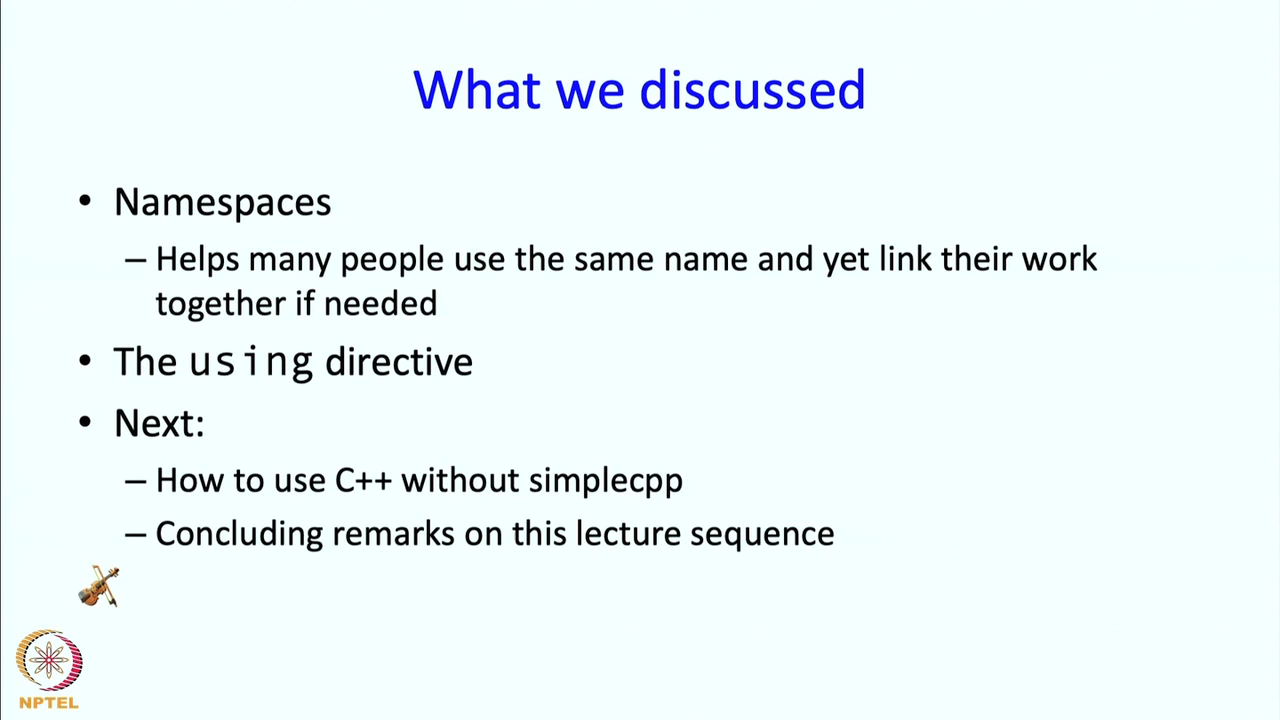 What we discussed
• Namespaces
– Helps many people use the same name and yet link their work
together if needed
• The using directive
• Next:
– How to use C++ without simplecpp
– Concluding remarks on this lecture sequence
NPTEL